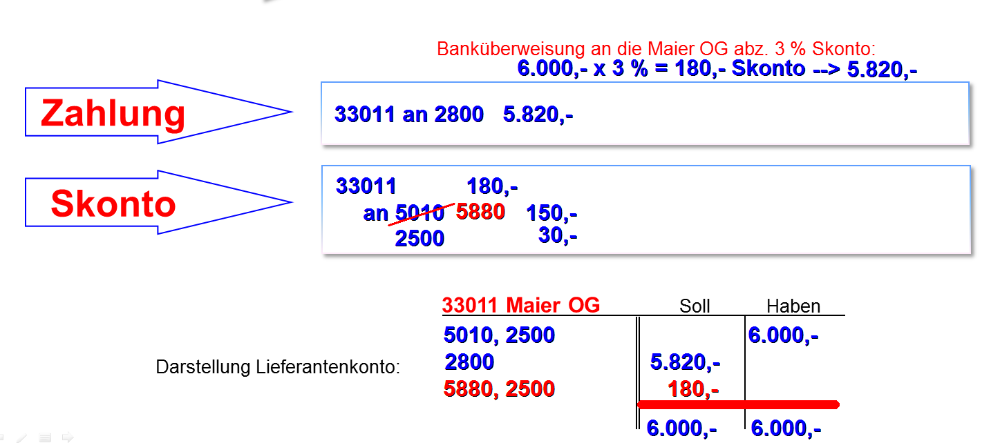 Banküberweisung an die Maier OG abz. 3 % Skonto:
6.000,- x 3 % = 180,- Skonto --> 5.820,-
Zahlung
33011 an 2800 5.820,-
Skonto
33011 180,-
an 5010 5880 150,-
2500 30,-
33011 Maier OG Soll Haben
5010, 2500 6.000,-
Darstellung Lieferantenkonto:
2800 5.820,-
5880, 2500 180,-
6.000,- 6.000,-